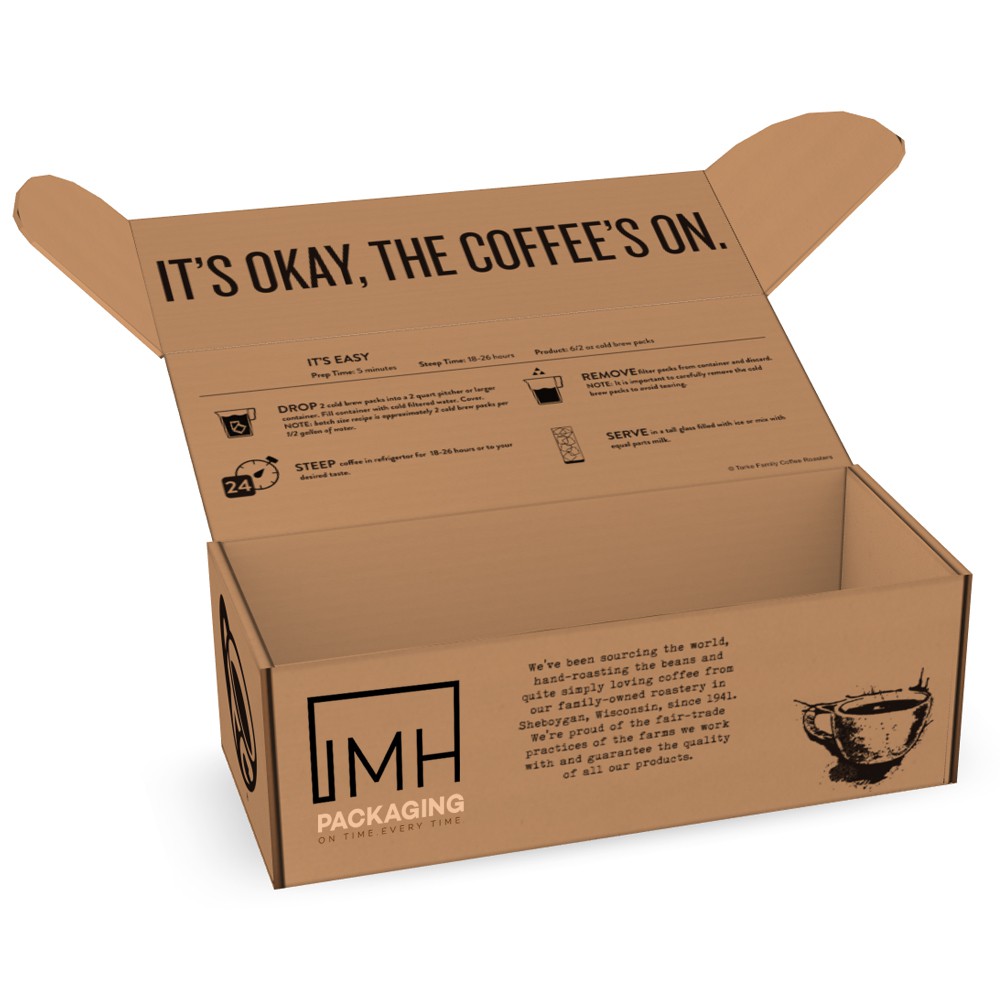 IT'S OKAY, THE COFFEE'S ON.
IT'S EASY
Prep Time: 5 minutes Steep Time: 18-26 hours Product: 6/2 oz cold brew packs
DROP 2 cold brew packs into a 2 quart pitcher or larger
container. Fill container with cold filtered water. Cover.
NOTE: batch size recipe is approximately 2 cold brew packs per
1/2 gallon of water.
REMOVE filter packs from container and discard.
NOTE: It is important to carefully remove the cold
brew packs to avoid tearing.
24
STEEP coffee in refrigertor for 18-26 hours or to your
desired taste.
SERVE in a tall glass filled with ice or mix with
equal parts milk.
© Torke Family Coffee Roasters
IMH
PACKAGING
ON TIME.EVERY TIME.
We've been sourcing the world,
hand-roasting the beans and
quite simply loving coffee from
our family-owned roastery in
Sheboygan, Wisconsin, since 1941.
We're proud of the fair-trade
practices of the farms we work
with and guarantee the quality
of all our products.